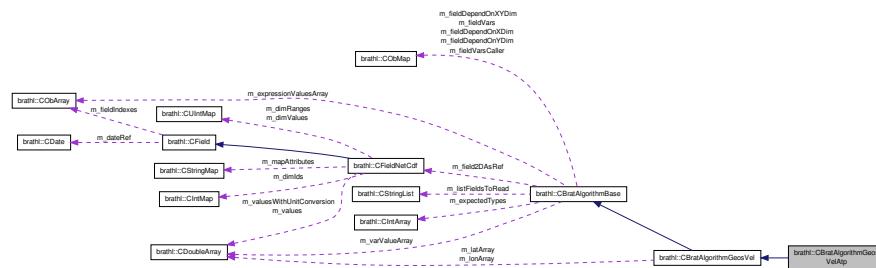 m_fieldDependOnXYDim
m_fieldVars
m_fieldDependOnXDim
m_fieldDependOnYDim
m_fieldVarsCaller
brathl::CObMap
m_expressionValuesArray
brathl::CObArray
m_fieldIndexes
brathl::CUIntMap
m_dimRanges
m_dimValues
brathl::CDate
m_dateRef
brathl::CField
brathl::CStringMap
m_mapAttributes
brathl::CFieldNetCdf
m_field2DAsRef
m_dimIds
brathl::CIntMap
brathl::CStringList
m_listFieldsToRead
m_expectedTypes
brathl::CBratAlgorithmBase
m_valuesWithUnitConversion
m_values
brathl::CIntArray
m_varValueArray
brathl::CDoubleArray
m_latArray
m_lonArray
brathl::CBratAlgorithmGeosVel
brathl::CBratAlgorithmGeos
VelAtp